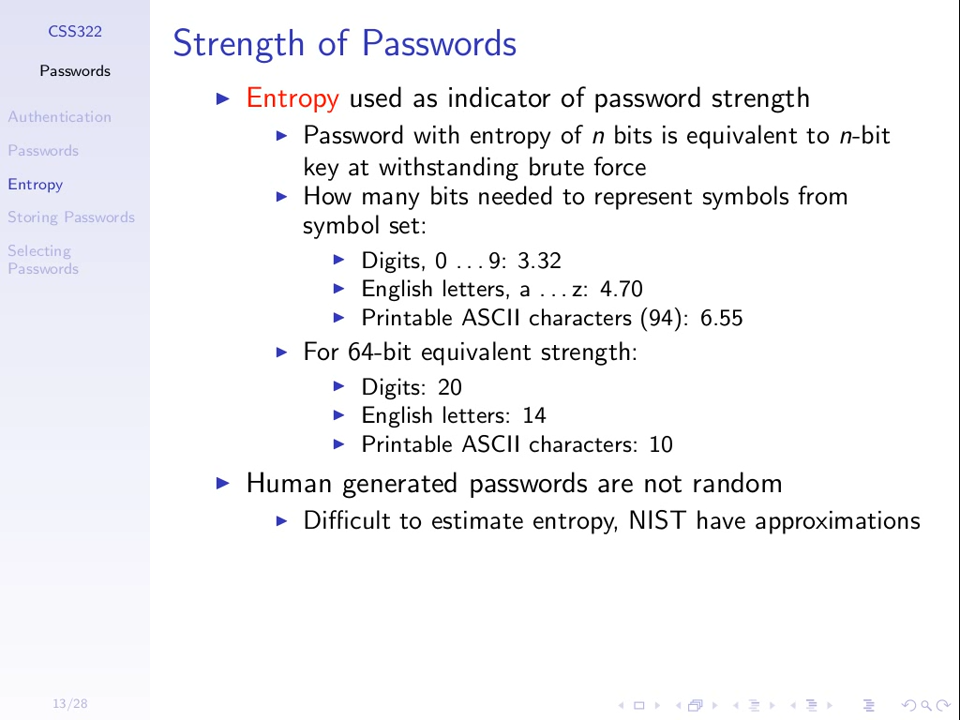 CSS322
Passwords
Authentication
Passwords
Entropy
Storing Passwords
Selecting
Passwords
13/28
Strength of Passwords
Entropy used as indicator of password strength
Password with entropy of n bits is equivalent to n-bit
key at withstanding brute force
How many bits needed to represent symbols from
symbol set:
Digits, 0 ... 9: 3.32
English letters, a ... z: 4.70
Printable ASCII characters (94): 6.55
For 64-bit equivalent strength:
Digits: 20
English letters: 14
Printable ASCII characters: 10
Human generated passwords are not random
Difficult to estimate entropy, NIST have approximations